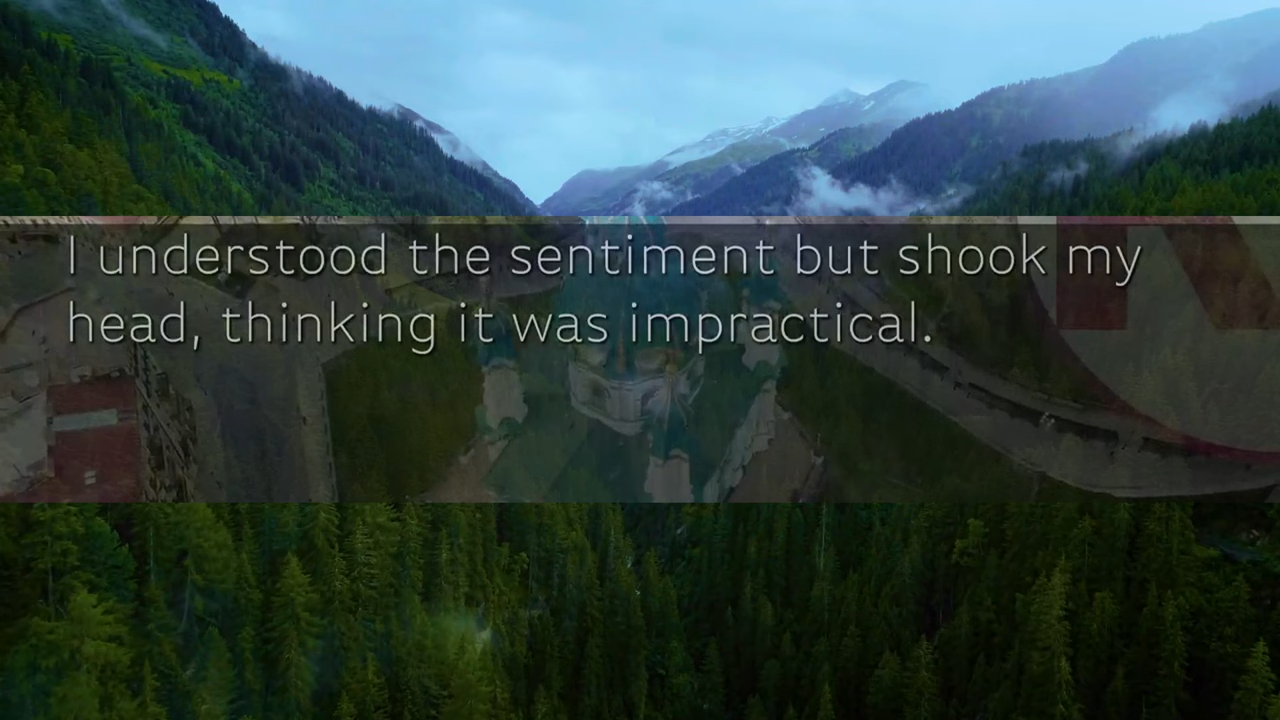 I understood the sentiment but shook my
head, thinking it was impractical.